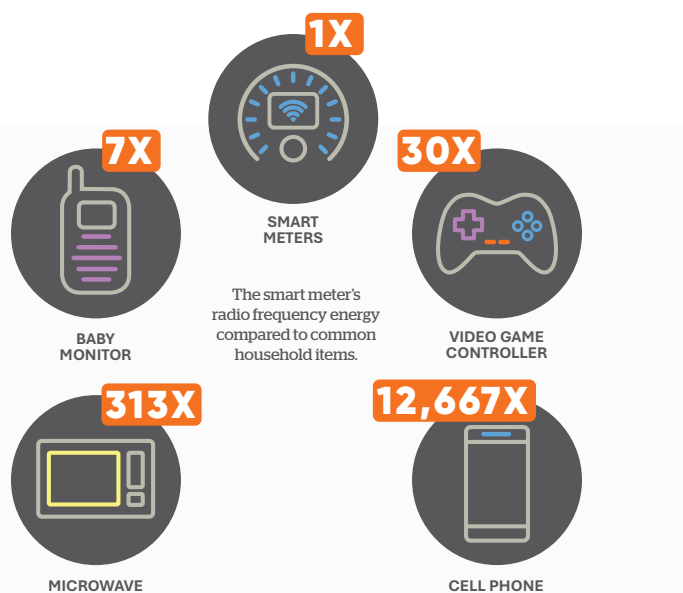 1X
SMART
METERS
7X
BABY
MONITOR
30X
VIDEO GAME
CONTROLLER
The smart meter’s
radio frequency energy
compared to common
household items.
313X
MICROWAVE
12,667X
CELL PHONE